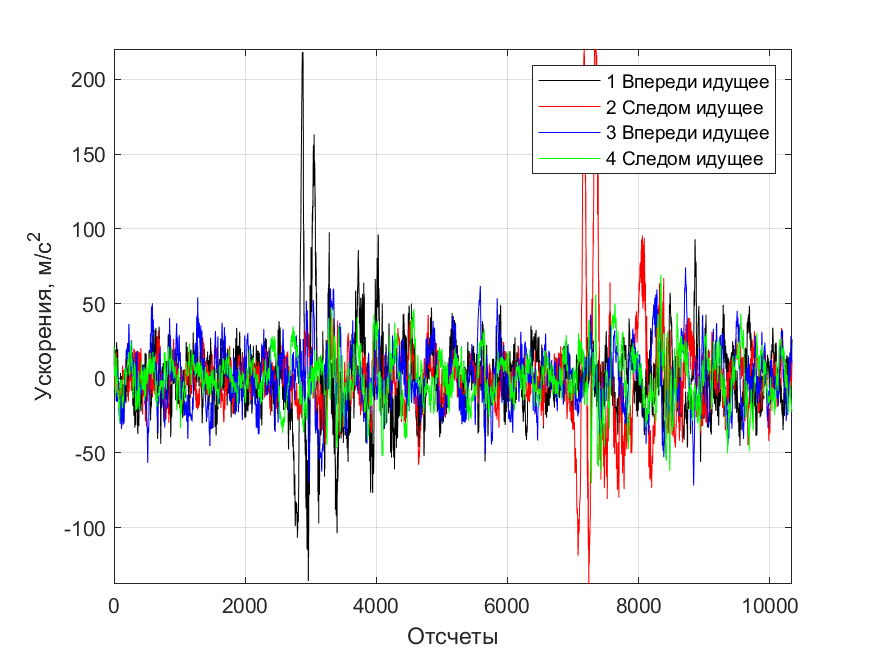 200
150
100
50
0
-50
-100
0 2000 4000 6000 8000 10000
Отсчеты
Ускорения, м/с²
1 Впереди идущее
2 Следом идущее
3 Впереди идущее
4 Следом идущее